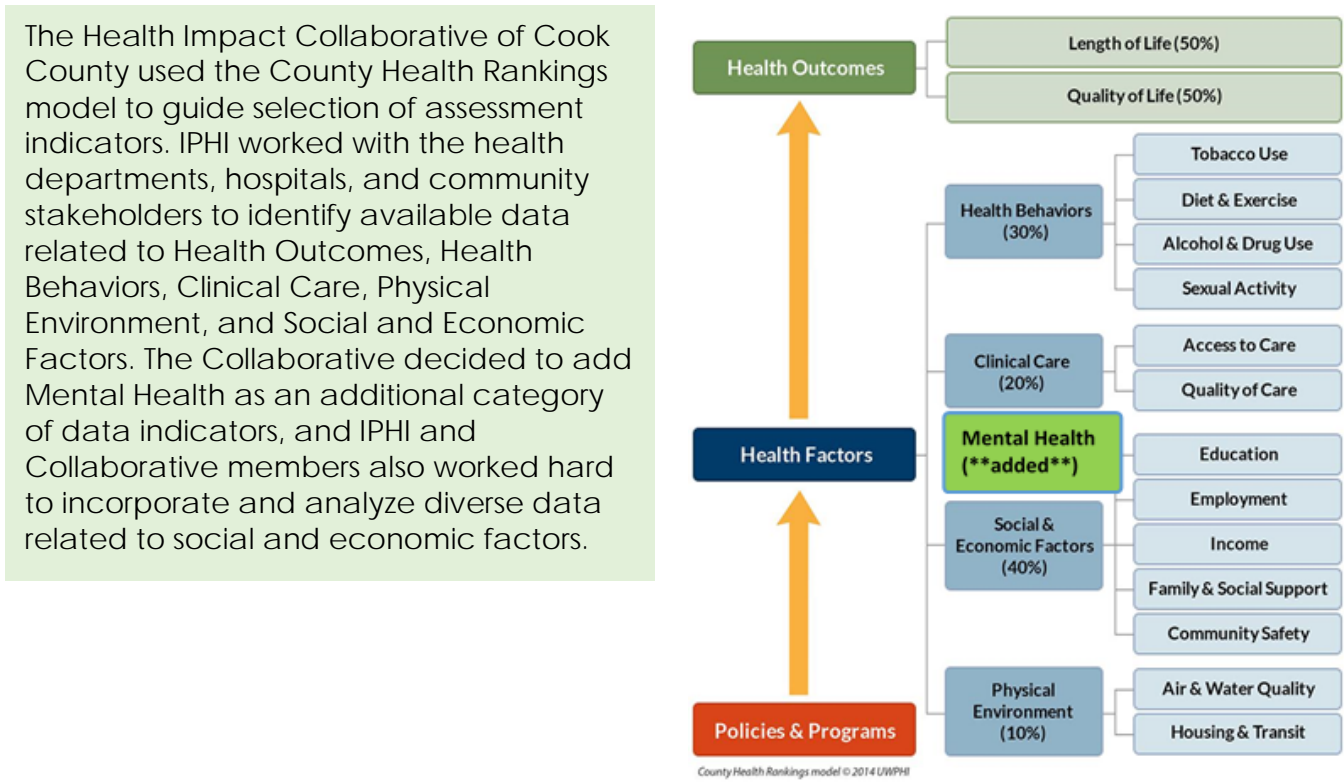 The Health Impact Collaborative of Cook
County used the County Health Rankings
model to guide selection of assessment
indicators. IPHI worked with the health
departments, hospitals, and community
stakeholders to identify available data
related to Health Outcomes, Health
Behaviors, Clinical Care, Physical
Environment, and Social and Economic
Factors. The Collaborative decided to add
Mental Health as an additional category
of data indicators, and IPHI and
Collaborative members also worked hard
to incorporate and analyze diverse data
related to social and economic factors.
Health Outcomes
Length of Life (50%)
Quality of Life (50%)
Health Factors
Health Behaviors
(30%)
Tobacco Use
Diet & Exercise
Alcohol & Drug Use
Sexual Activity
Clinical Care
(20%)
Access to Care
Quality of Care
Mental Health
(**added**)
Social &
Economic Factors
(40%)
Education
Employment
Income
Family & Social Support
Community Safety
Physical
Environment
(10%)
Air & Water Quality
Housing & Transit
Policies & Programs
County Health Rankings model © 2014 UWPHI